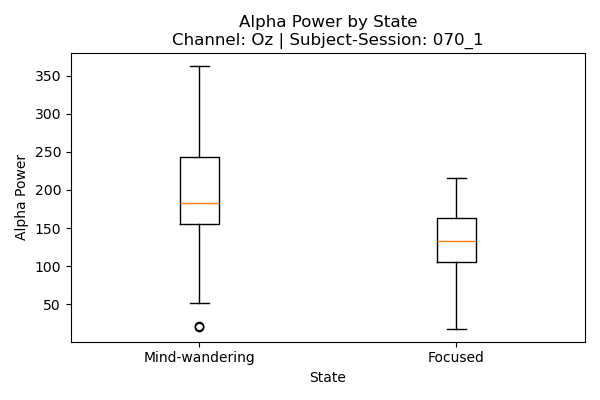 Alpha Power by State
Channel: Oz | Subject-Session: 070_1
350
300
250
200
150
100
50
Alpha Power
Mind-wandering
Focused
State